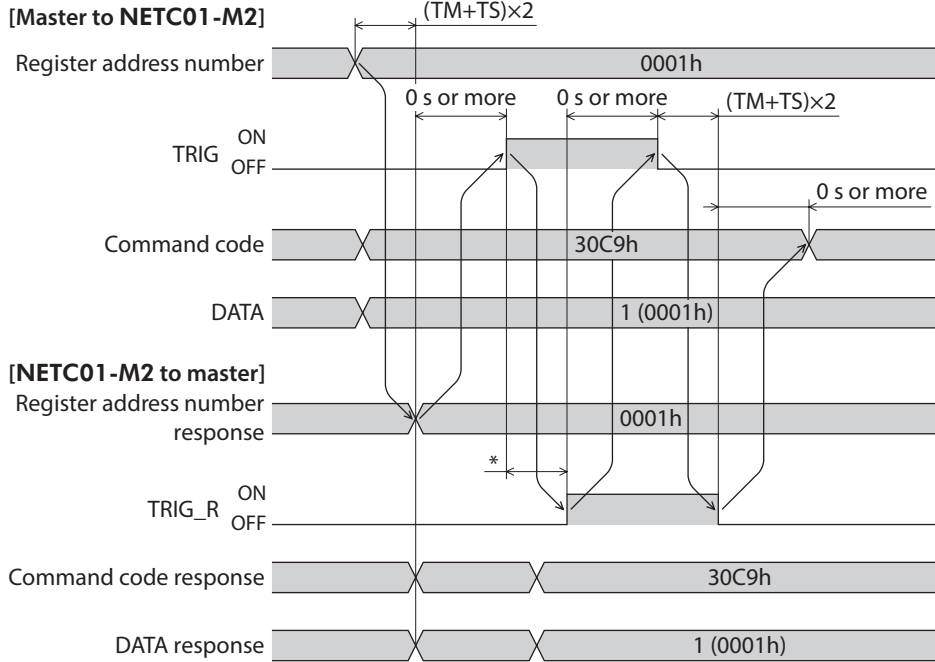 [Master to NETC01-M2]
(TM+TS)×2
Register address number
0001h
0 s or more
0 s or more
(TM+TS)×2
TRIG
ON
OFF
0 s or more
Command code
30C9h
DATA
1 (0001h)
[NETC01-M2 to master]
Register address number
response
0001h
*
TRIG_R
ON
OFF
Command code response
30C9h
DATA response
1 (0001h)